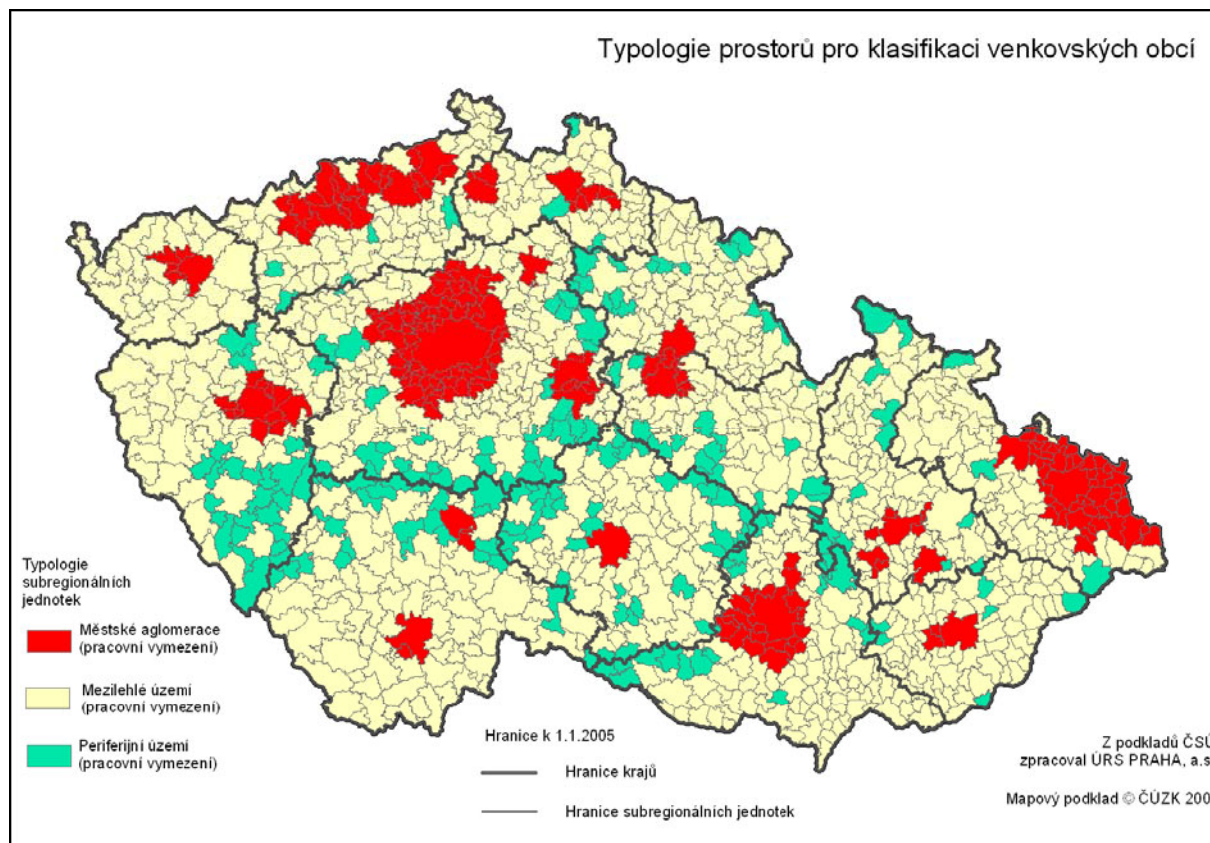 Typologie prostorů pro klasifikaci venkovských obcí
Typologie
subregionálních
jednotek
Městské aglomerace
(pracovní vymezení)
Mezilehlé území
(pracovní vymezení)
Periferijní území
(pracovní vymezení)
Hranice k 1.1.2005
Hranice krajů
Hranice subregionálních jednotek
Z podkladů ČSÚ
zpracoval ÚRS PRAHA, a.s
Mapový podklad © ČÚZK 200